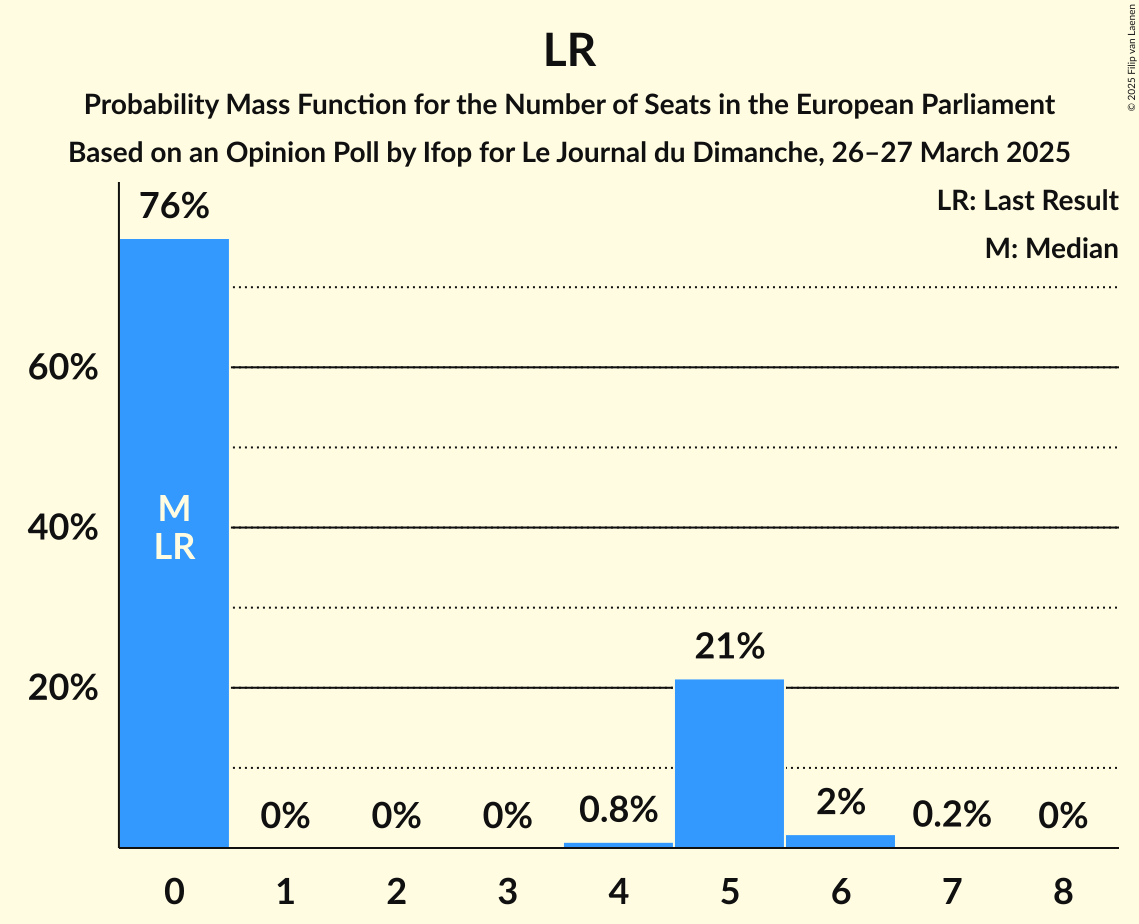 LR
Probability Mass Function for the Number of Seats in the European Parliament
Based on an Opinion Poll by Ifop for Le Journal du Dimanche, 26–27 March 2025
© 2025 Filip van Laenen
LR: Last Result
M: Median
76%
60%
M
40%
LR
21%
20%
0% 0% 0% 0.8% 2% 0.2% 0%
0 1 2 3 4 5 6 7 8